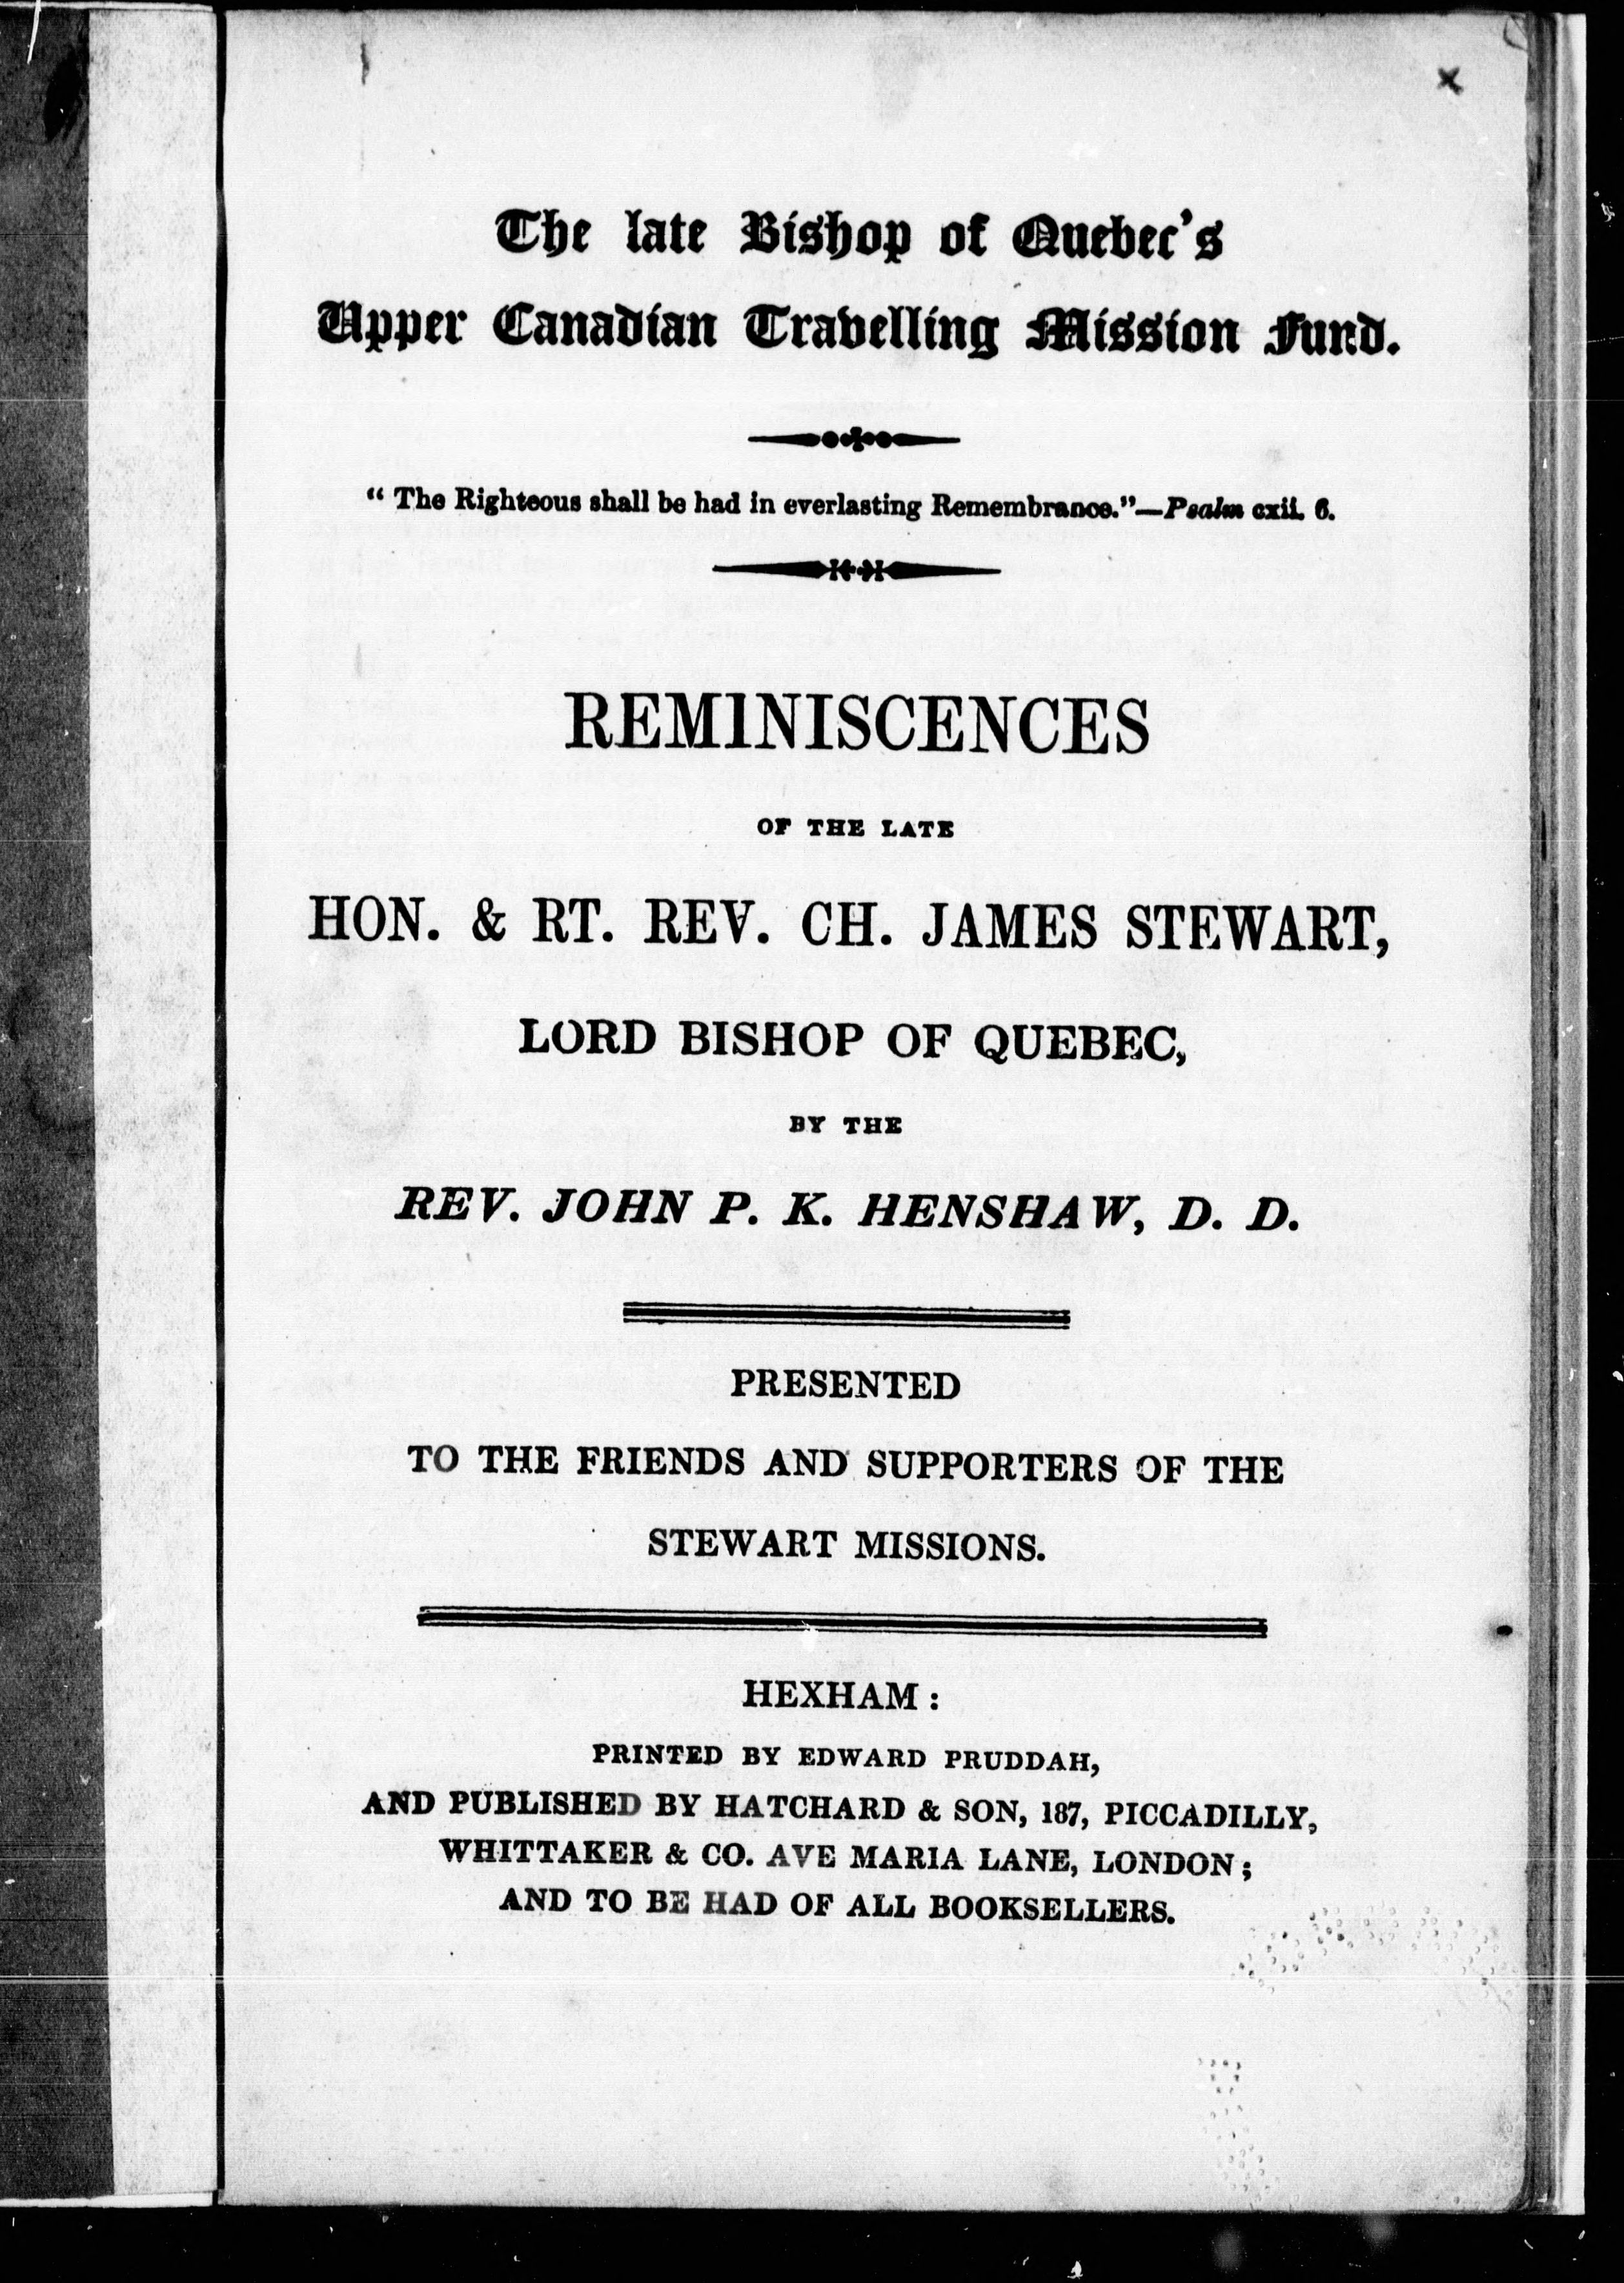 The late Bishop of Quebec's
Upper Canadian Travelling Mission Fund.
" The Righteous shall be had in everlasting Remembrance."—Psalm cxii. 6.
REMINISCENCES
OF THE LATE
HON. & RT. REV. CH. JAMES STEWART,
LORD BISHOP OF QUEBEC,
BY THE
REV. JOHN P. K. HENSHAW, D. D.
PRESENTED
TO THE FRIENDS AND SUPPORTERS OF THE
STEWART MISSIONS.
HEXHAM :
PRINTED BY EDWARD PRUDDAH,
AND PUBLISHED BY HATCHARD & SON, 187, PICCADILLY,
WHITTAKER & CO. AVE MARIA LANE, LONDON ;
AND TO BE HAD OF ALL BOOKSELLERS.